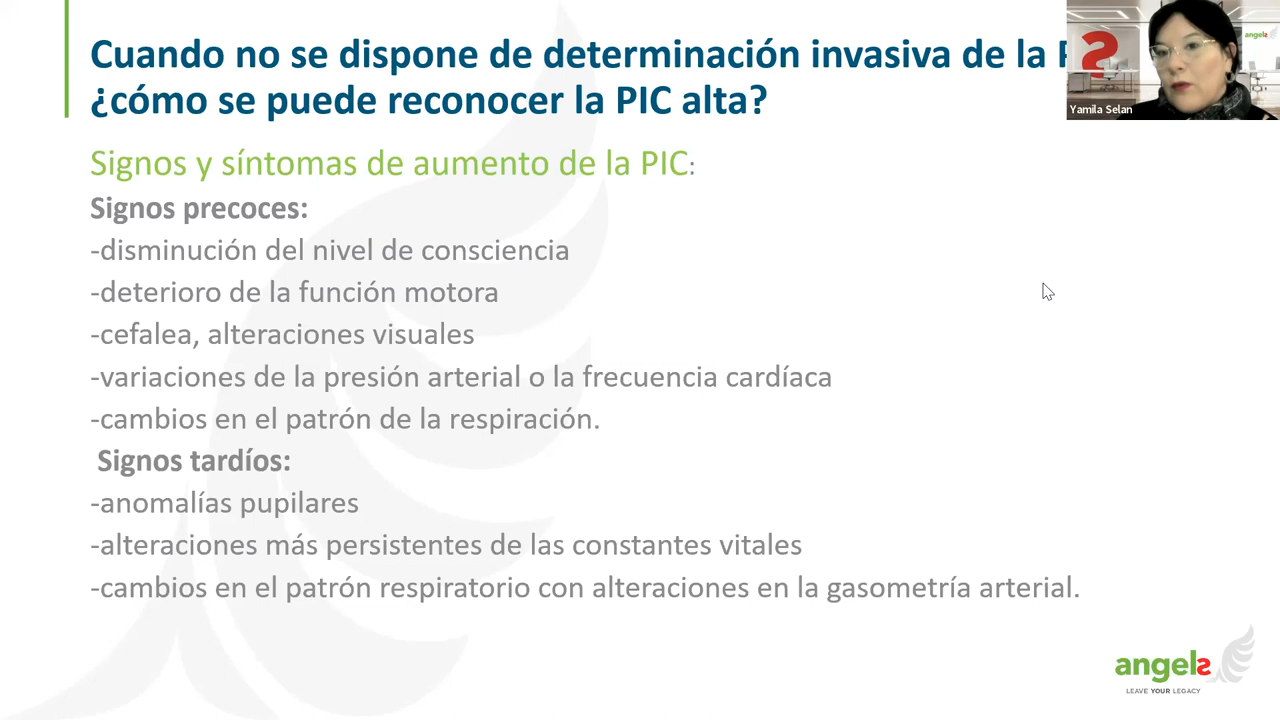 Cuando no se dispone de determinación invasiva de la
¿cómo se puede reconocer la PIC alta?
Signos y síntomas de aumento de la PIC:
Signos precoces:
-disminución del nivel de consciencia
-deterioro de la función motora
-cefalea, alteraciones visuales
-variaciones de la presión arterial o la frecuencia cardíaca
-cambios en el patrón de la respiración.
Signos tardíos:
-anomalías pupilares
-alteraciones más persistentes de las constantes vitales
-cambios en el patrón respiratorio con alteraciones en la gasometría arterial.
Yamila Selan
angels
angels
LEAVE YOUR LEGACY